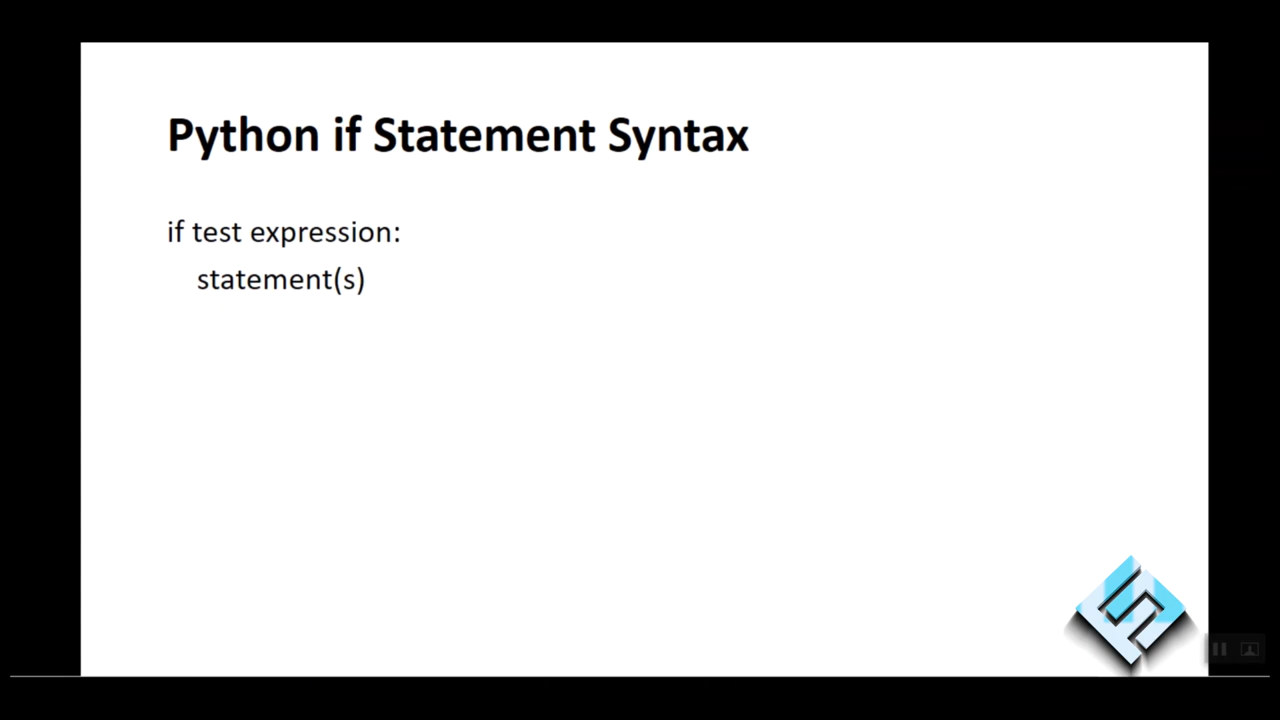 Python if Statement Syntax
if test expression:
statement(s)